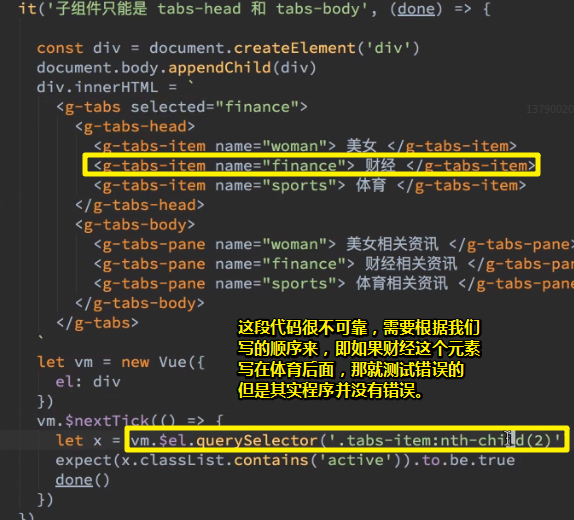 it('子组件只能是 tabs-head 和 tabs-body', (done) => {
const div = document.createElement('div')
document.body.appendChild(div)
div.innerHTML = `
<g-tabs selected="finance">
<g-tabs-head>
13790020
<g-tabs-item name="woman"> 美女 </g-tabs-item>
<g-tabs-item name="finance"> 财经 </g-tabs-item>
<g-tabs-item name="sports"> 体育 </g-tabs-item>
</g-tabs-head>
<g-tabs-body>
<g-tabs-pane name="woman"> 美女相关资讯 </g-tabs-pane>
<g-tabs-pane name="finance"> 财经相关资讯 </g-tabs-pane>
<g-tabs-pane name="sports"> 体育相关资讯 </g-tabs-pane>
</g-tabs-body>
</g-tabs>
`
这段代码很不可靠，需要根据我们
写的顺序来，即如果财经这个元素
写在体育后面，那就测试错误的
但是其实程序并没有错误。
let vm = new Vue({
el: div
})
vm.$nextTick(() => {
let x = vm.$el.querySelector('.tabs-item:nth-child(2)'
expect(x.classList.contains('active')).to.be.true
done()
})
})